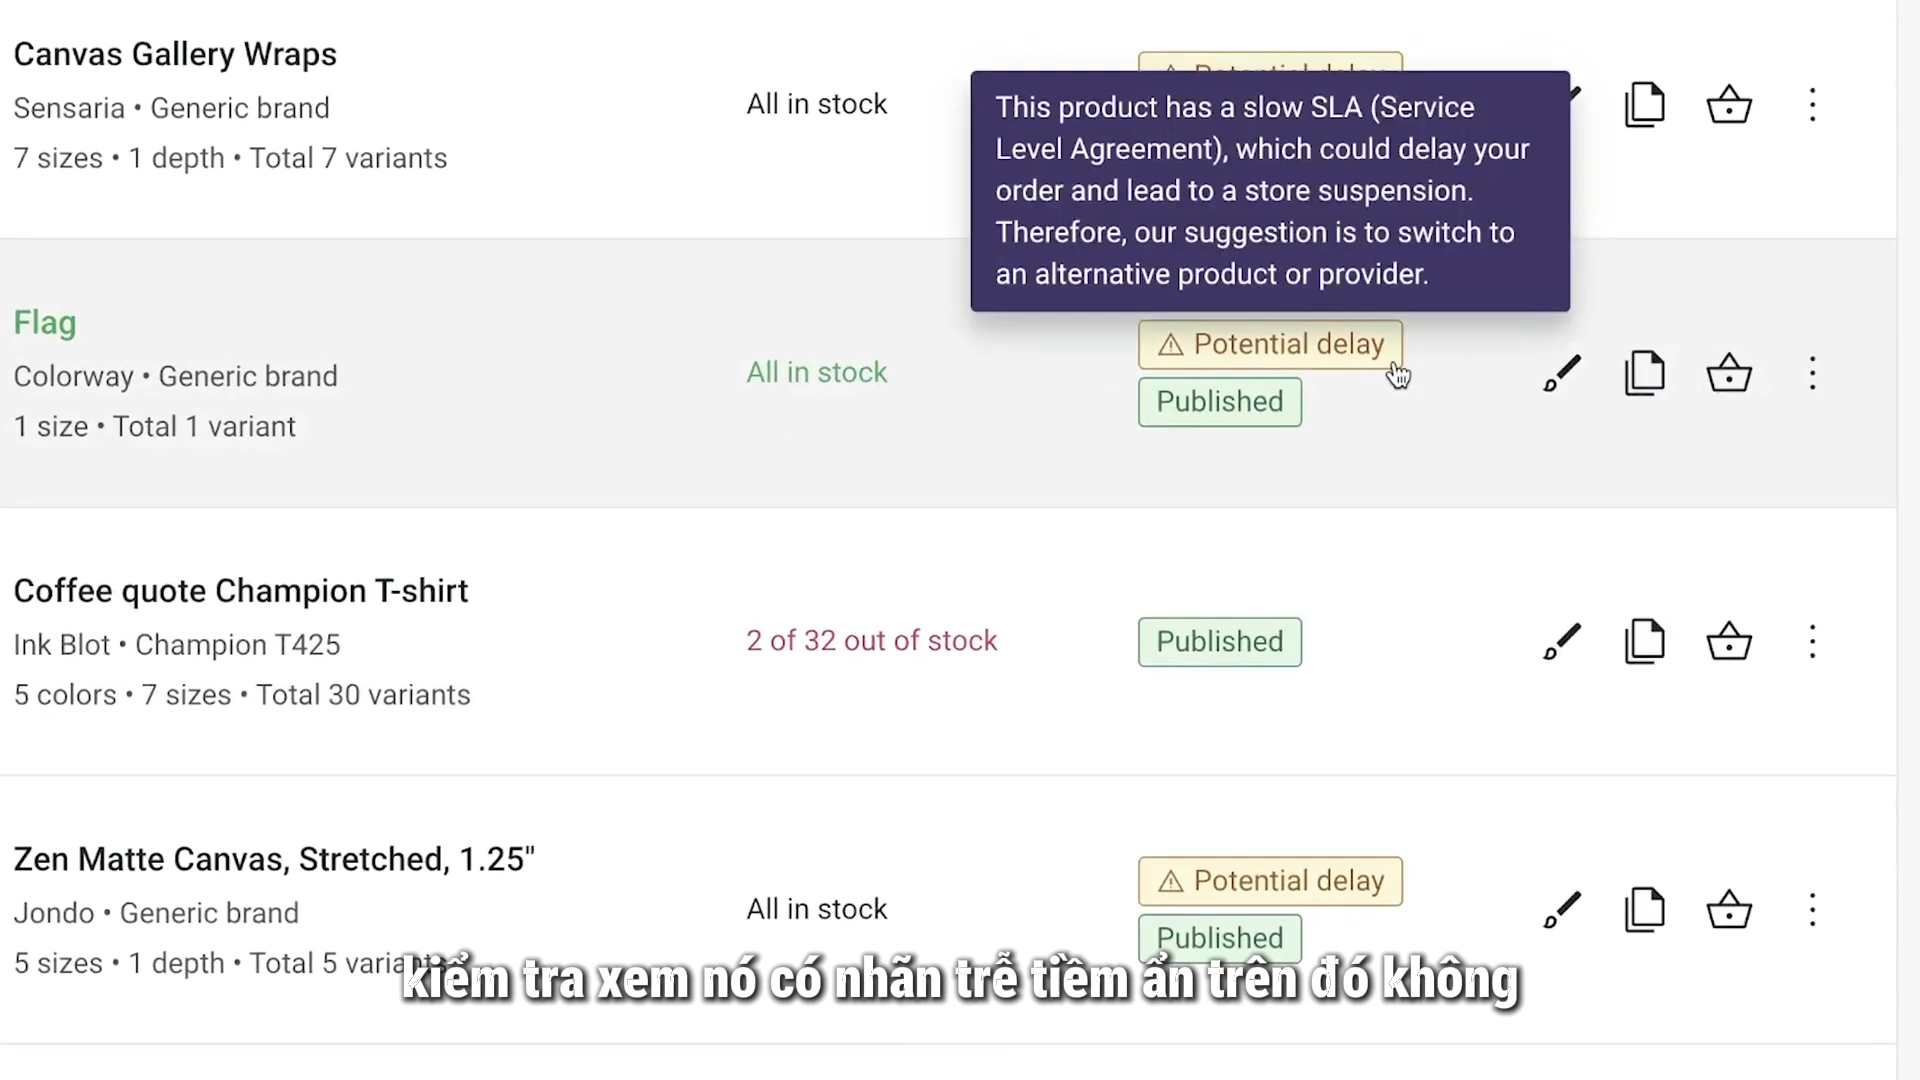 Canvas Gallery Wraps
Sensaria • Generic brand
7 sizes • 1 depth • Total 7 variants
All in stock
Potential delay
This product has a slow SLA (Service
Level Agreement), which could delay your
order and lead to a store suspension.
Therefore, our suggestion is to switch to
an alternative product or provider.
Flag
Colorway • Generic brand
1 size • Total 1 variant
All in stock
Potential delay
Published
Coffee quote Champion T-shirt
Ink Blot • Champion T425
5 colors • 7 sizes • Total 30 variants
2 of 32 out of stock
Published
Zen Matte Canvas, Stretched, 1.25"
Jondo • Generic brand
5 sizes • 1 depth • Total 5 variants
All in stock
Potential delay
Published
kiểm tra xem nó có nhãn trễ tiềm ẩn trên đó không